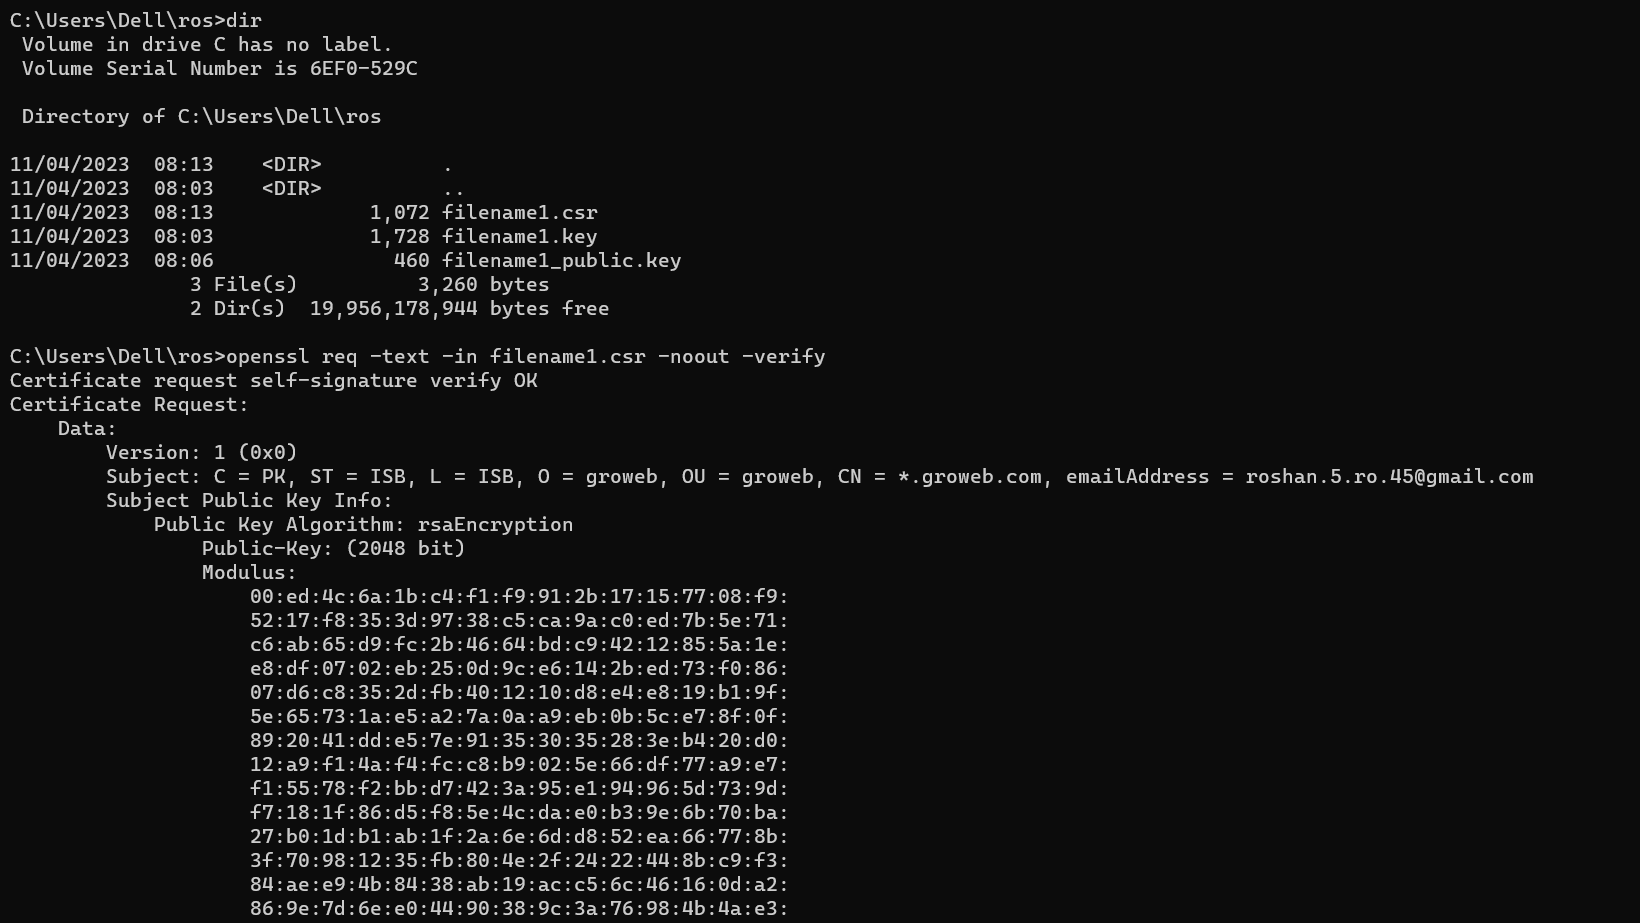 C:\Users\Dell\ros>dir
 Volume in drive C has no label.
 Volume Serial Number is 6EF0-529C

 Directory of C:\Users\Dell\ros

11/04/2023  08:13    <DIR>          .
11/04/2023  08:03    <DIR>          ..
11/04/2023  08:13             1,072 filename1.csr
11/04/2023  08:03             1,728 filename1.key
11/04/2023  08:06               460 filename1_public.key
               3 File(s)          3,260 bytes
               2 Dir(s)  19,956,178,944 bytes free

C:\Users\Dell\ros>openssl req -text -in filename1.csr -noout -verify
Certificate request self-signature verify OK
Certificate Request:
    Data:
        Version: 1 (0x0)
        Subject: C = PK, ST = ISB, L = ISB, O = groweb, OU = groweb, CN = *.groweb.com, emailAddress = roshan.5.ro.45@gmail.com
        Subject Public Key Info:
            Public Key Algorithm: rsaEncryption
                Public-Key: (2048 bit)
                Modulus:
                    00:ed:4c:6a:1b:c4:f1:f9:91:2b:17:15:77:08:f9:
                    52:17:f8:35:3d:97:38:c5:ca:9a:c0:ed:7b:5e:71:
                    c6:ab:65:d9:fc:2b:46:64:bd:c9:42:12:85:5a:1e:
                    e8:df:07:02:eb:25:0d:9c:e6:14:2b:ed:73:f0:86:
                    07:d6:c8:35:2d:fb:40:12:10:d8:e4:e8:19:b1:9f:
                    5e:65:73:1a:e5:a2:7a:0a:a9:eb:0b:5c:e7:8f:0f:
                    89:20:41:dd:e5:7e:91:35:30:35:28:3e:b4:20:d0:
                    12:a9:f1:4a:f4:fc:c8:b9:02:5e:66:df:77:a9:e7:
                    f1:55:78:f2:bb:d7:42:3a:95:e1:94:96:5d:73:9d:
                    f7:18:1f:86:d5:f8:5e:4c:da:e0:b3:9e:6b:70:ba:
                    27:b0:1d:b1:ab:1f:2a:6e:6d:d8:52:ea:66:77:8b:
                    3f:70:98:12:35:fb:80:4e:2f:24:22:44:8b:c9:f3:
                    84:ae:e9:4b:84:38:ab:19:ac:c5:6c:46:16:0d:a2:
                    86:9e:7d:6e:e0:44:90:38:9c:3a:76:98:4b:4a:e3: